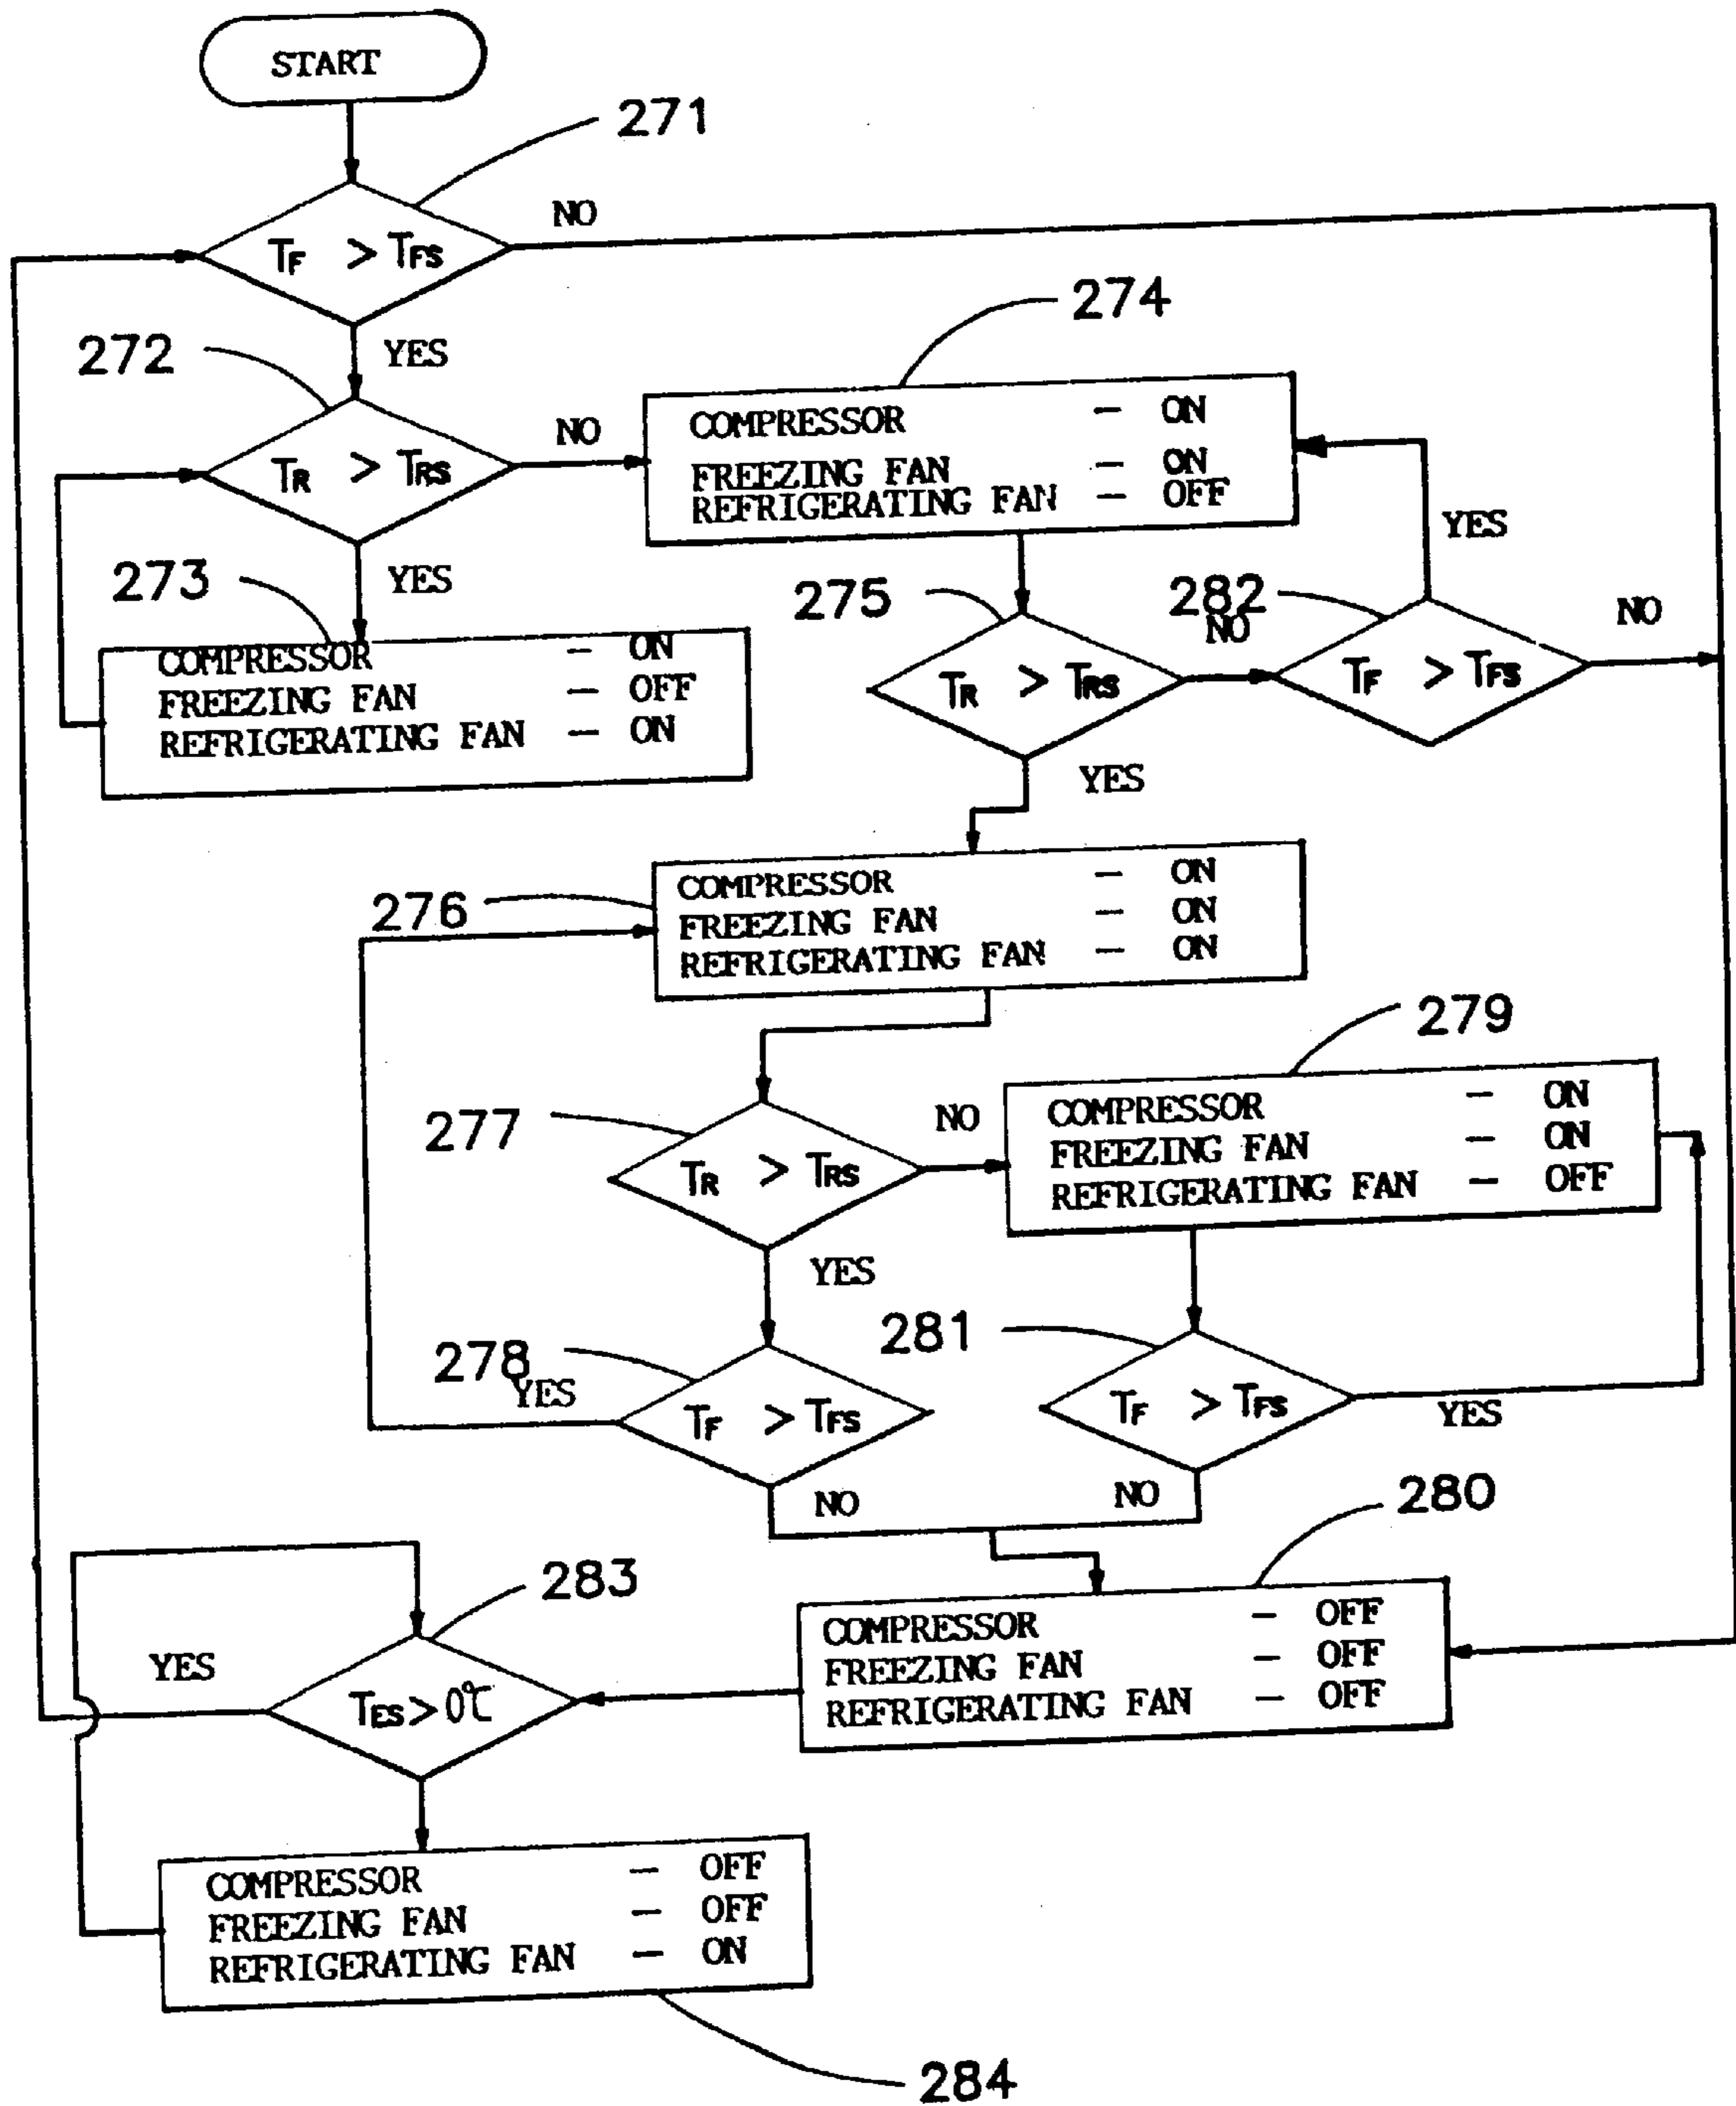 START
271
NO
TF > TFS
274
272
YES
COMPRESSOR – ON
FREEZING FAN – ON
REFRIGERATING FAN – OFF
NO
TR > TRS
YES
273
YES
275
282
NO
NO
COMPRESSOR – ON
FREEZING FAN – OFF
REFRIGERATING FAN – ON
TR > TRS
TF > TFS
YES
276
COMPRESSOR – ON
FREEZING FAN – ON
REFRIGERATING FAN – ON
279
277
NO
COMPRESSOR – ON
FREEZING FAN – ON
REFRIGERATING FAN – OFF
TR > TRS
YES
281
278
YES
TF > TFS
TF > TFS
YES
NO
NO
280
283
COMPRESSOR – OFF
FREEZING FAN – OFF
REFRIGERATING FAN – OFF
YES
TES > 0℃
COMPRESSOR – OFF
FREEZING FAN – OFF
REFRIGERATING FAN – ON
284